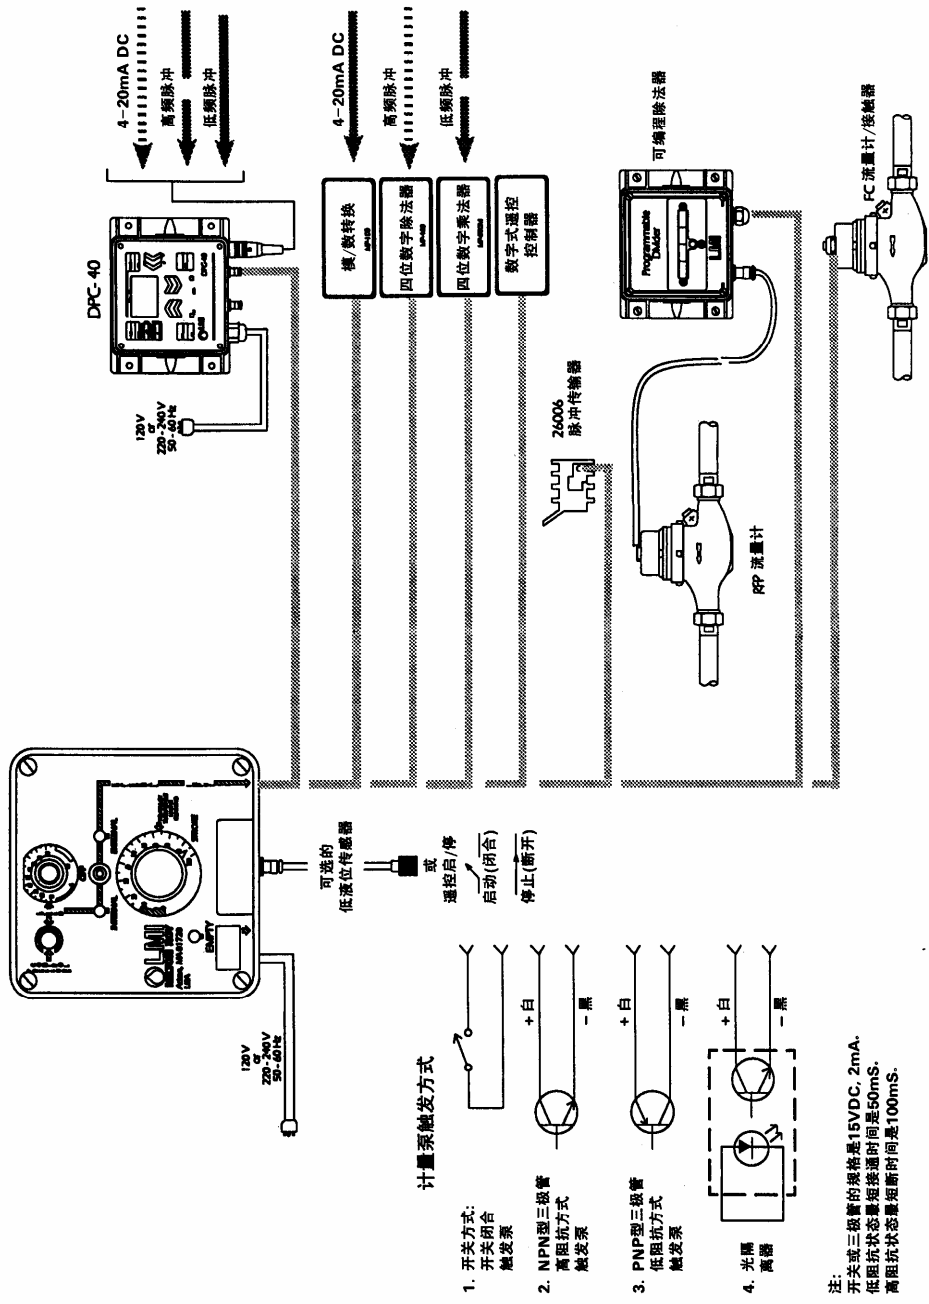 DPC-40
4-20mA DC
高频脉冲
低频脉冲
120V
or
220-240V
50-60Hz
4-20mA DC
高频脉冲
低频脉冲
模/数转换
四位数字除法器
四位数字乘法器
数字式遥控
控制器
可编程除法器
Programmable
Divider
LMI
FC 流量计/接触器
26006
脉冲传输器
RFP 流量计
EXTERNAL
INTERNAL
STROKE
LMI
EMPTY
120V
or
220-240V
50-60Hz
可选的
低液位传感器
或
遥控启/停
启动(闭合)
停止(断开)
计量泵触发方式
1. 开关方式:
开关闭合
触发泵
2. NPN型三极管
高阻抗方式
触发泵
+白
−黑
3. PNP型三极管
低阻抗方式
触发泵
+白
−黑
4. 光隔
离器
+白
−黑
注:
开关或三极管的规格是15VDC, 2mA.
低阻抗状态最短接通时间是50mS.
高阻抗状态最短断时间是100mS.